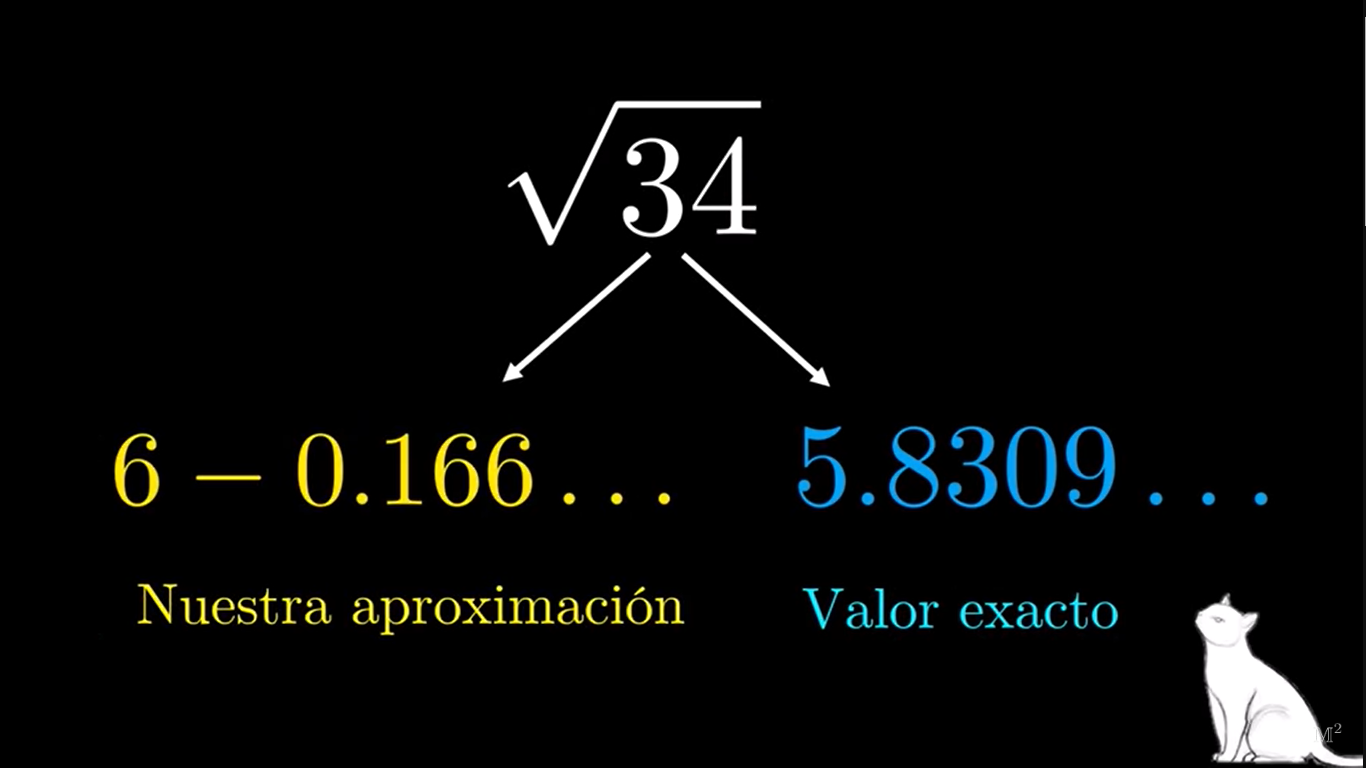 √34
6 − 0.166... 5.8309...
Nuestra aproximación Valor exacto
𝕄²